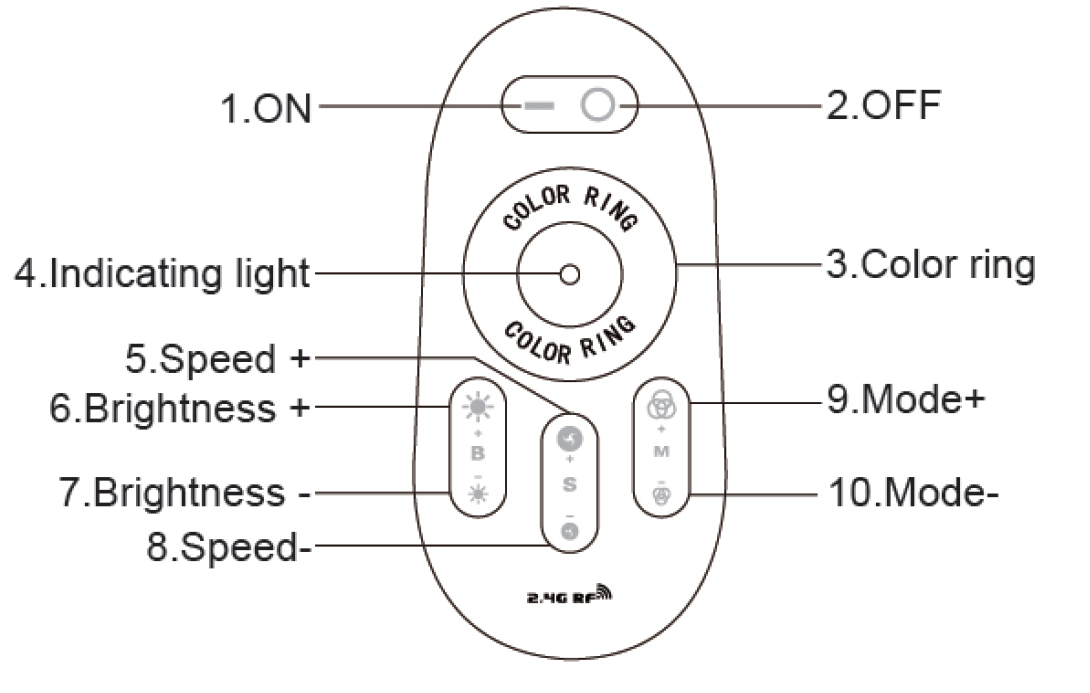 1.ON
2.OFF
COLOR RING
3.Color ring
4.Indicating light
COLOR RING
5.Speed +
6.Brightness +
9.Mode+
+
B
-
+
S
-
+
M
-
7.Brightness -
10.Mode-
8.Speed-
2.4G RF